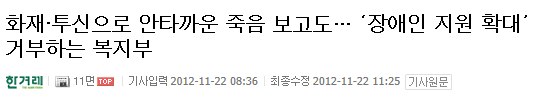 화재·투신으로 안타까운 죽음 보고도… '장애인 지원 확대'
거부하는 복지부
한겨레 11면 TOP 기사입력 2012-11-22 08:36 최종수정 2012-11-22 11:25 기사원문